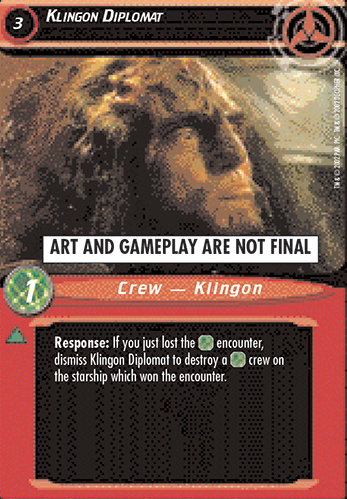 3
KLINGON DIPLOMAT
ART AND GAMEPLAY ARE NOT FINAL
1
Crew — Klingon
Response: If you just lost the encounter,
dismiss Klingon Diplomat to destroy a crew on
the starship which won the encounter.